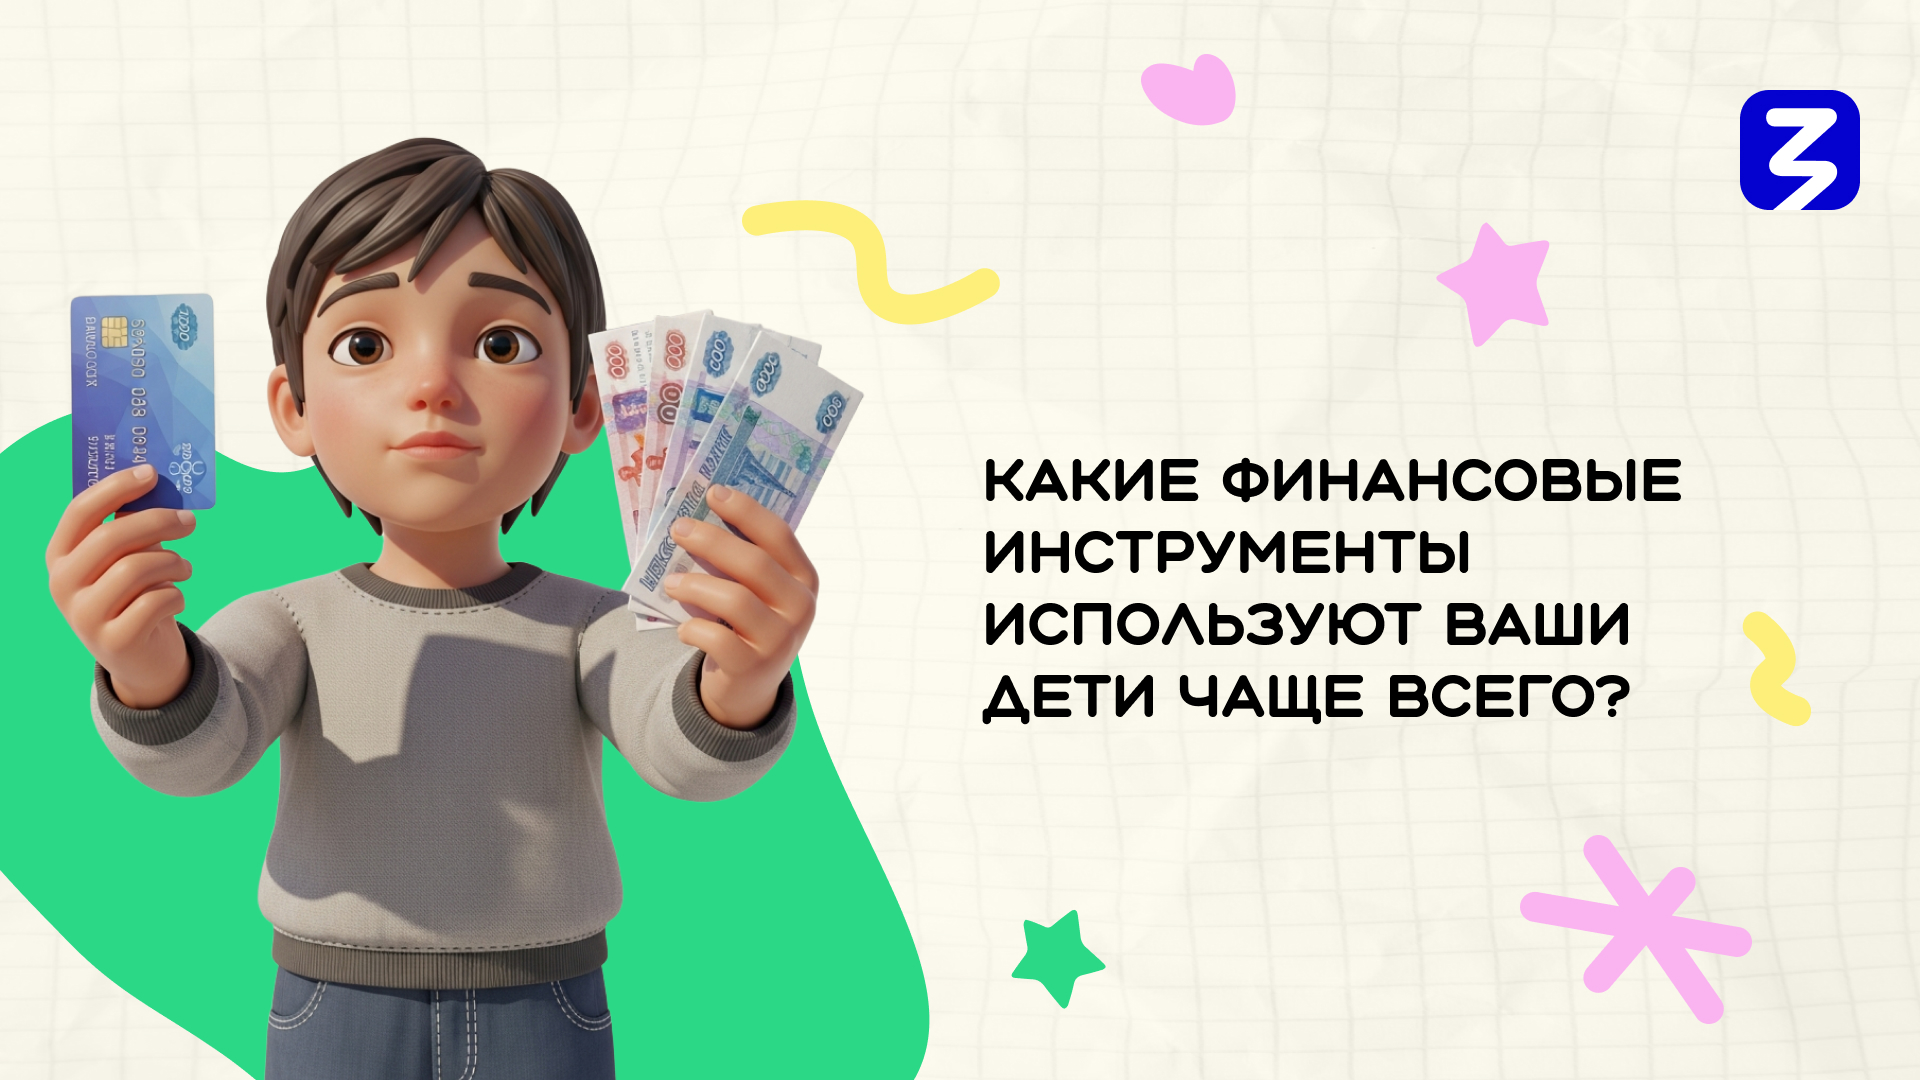 КАКИЕ ФИНАНСОВЫЕ
ИНСТРУМЕНТЫ
ИСПОЛЬЗУЮТ ВАШИ
ДЕТИ ЧАЩЕ ВСЕГО?